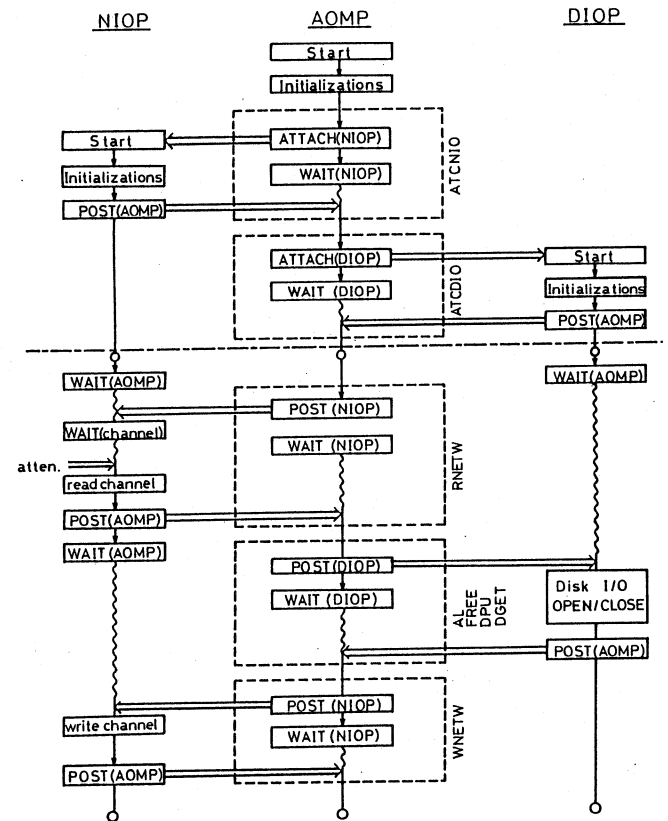 NIOP
AOMP
DIOP
Start
Initializations
ATTACH(NIOP)
WAIT(NIOP)
ATCNIO
Start
Initializations
POST(AOMP)
ATTACH(DIOP)
WAIT (DIOP)
ATCDIO
Start
Initializations
POST(AOMP)
WAIT(AOMP)
WAIT(AOMP)
POST (NIOP)
WAIT(channel)
WAIT (NIOP)
RNETW
atten.
read channel
POST(AOMP)
WAIT(AOMP)
POST(DIOP)
WAIT (DIOP)
AL
FREE
DPU
DGET
Disk I/O
OPEN/CLOSE
POST(AOMP)
POST (NIOP)
write channel
WAIT(NIOP)
WNETW
POST(AOMP)